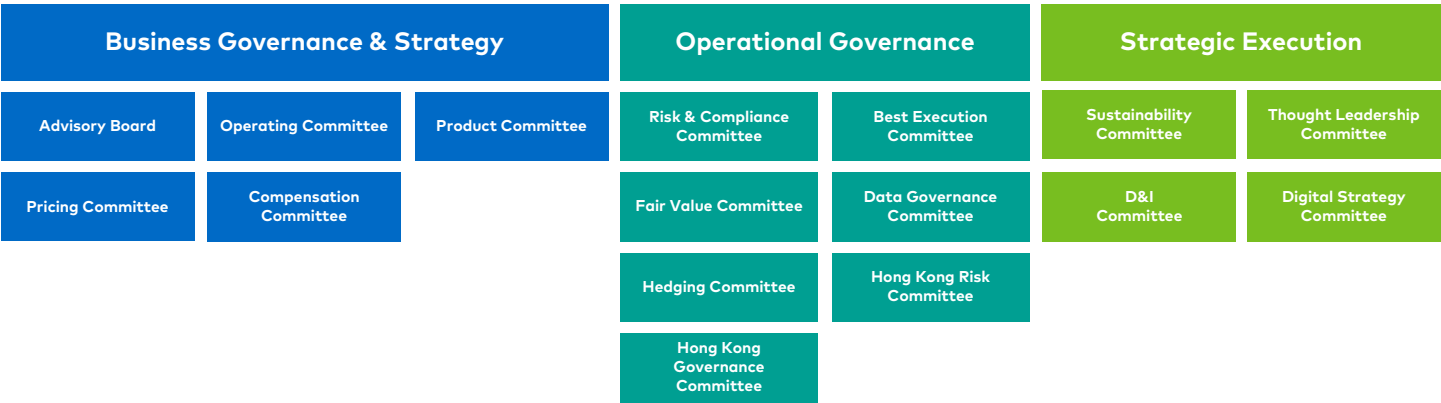 Business Governance & Strategy
Advisory Board
Operating Committee
Product Committee
Pricing Committee
Compensation
Committee
Operational Governance
Risk & Compliance
Committee
Best Execution
Committee
Fair Value Committee
Data Governance
Committee
Hedging Committee
Hong Kong Risk
Committee
Hong Kong
Governance
Committee
Strategic Execution
Sustainability
Committee
Thought Leadership
Committee
D&I
Committee
Digital Strategy
Committee